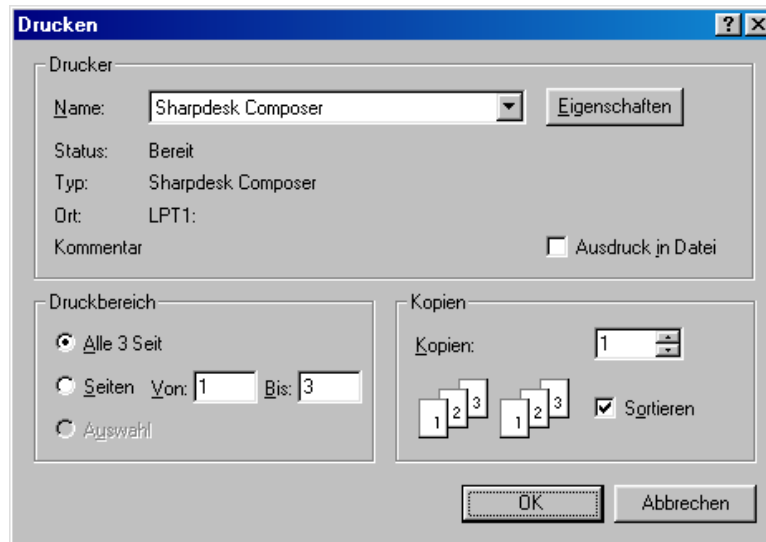 Drucken
Drucker
Name: Sharpdesk Composer Eigenschaften
Status: Bereit
Typ: Sharpdesk Composer
Ort: LPT1:
Kommentar Ausdruck in Datei
Druckbereich
Alle 3 Seit
Seiten Von: 1 Bis: 3
Auswahl
Kopien
Kopien: 1
1 2 3 1 2 3 Sortieren
OK Abbrechen